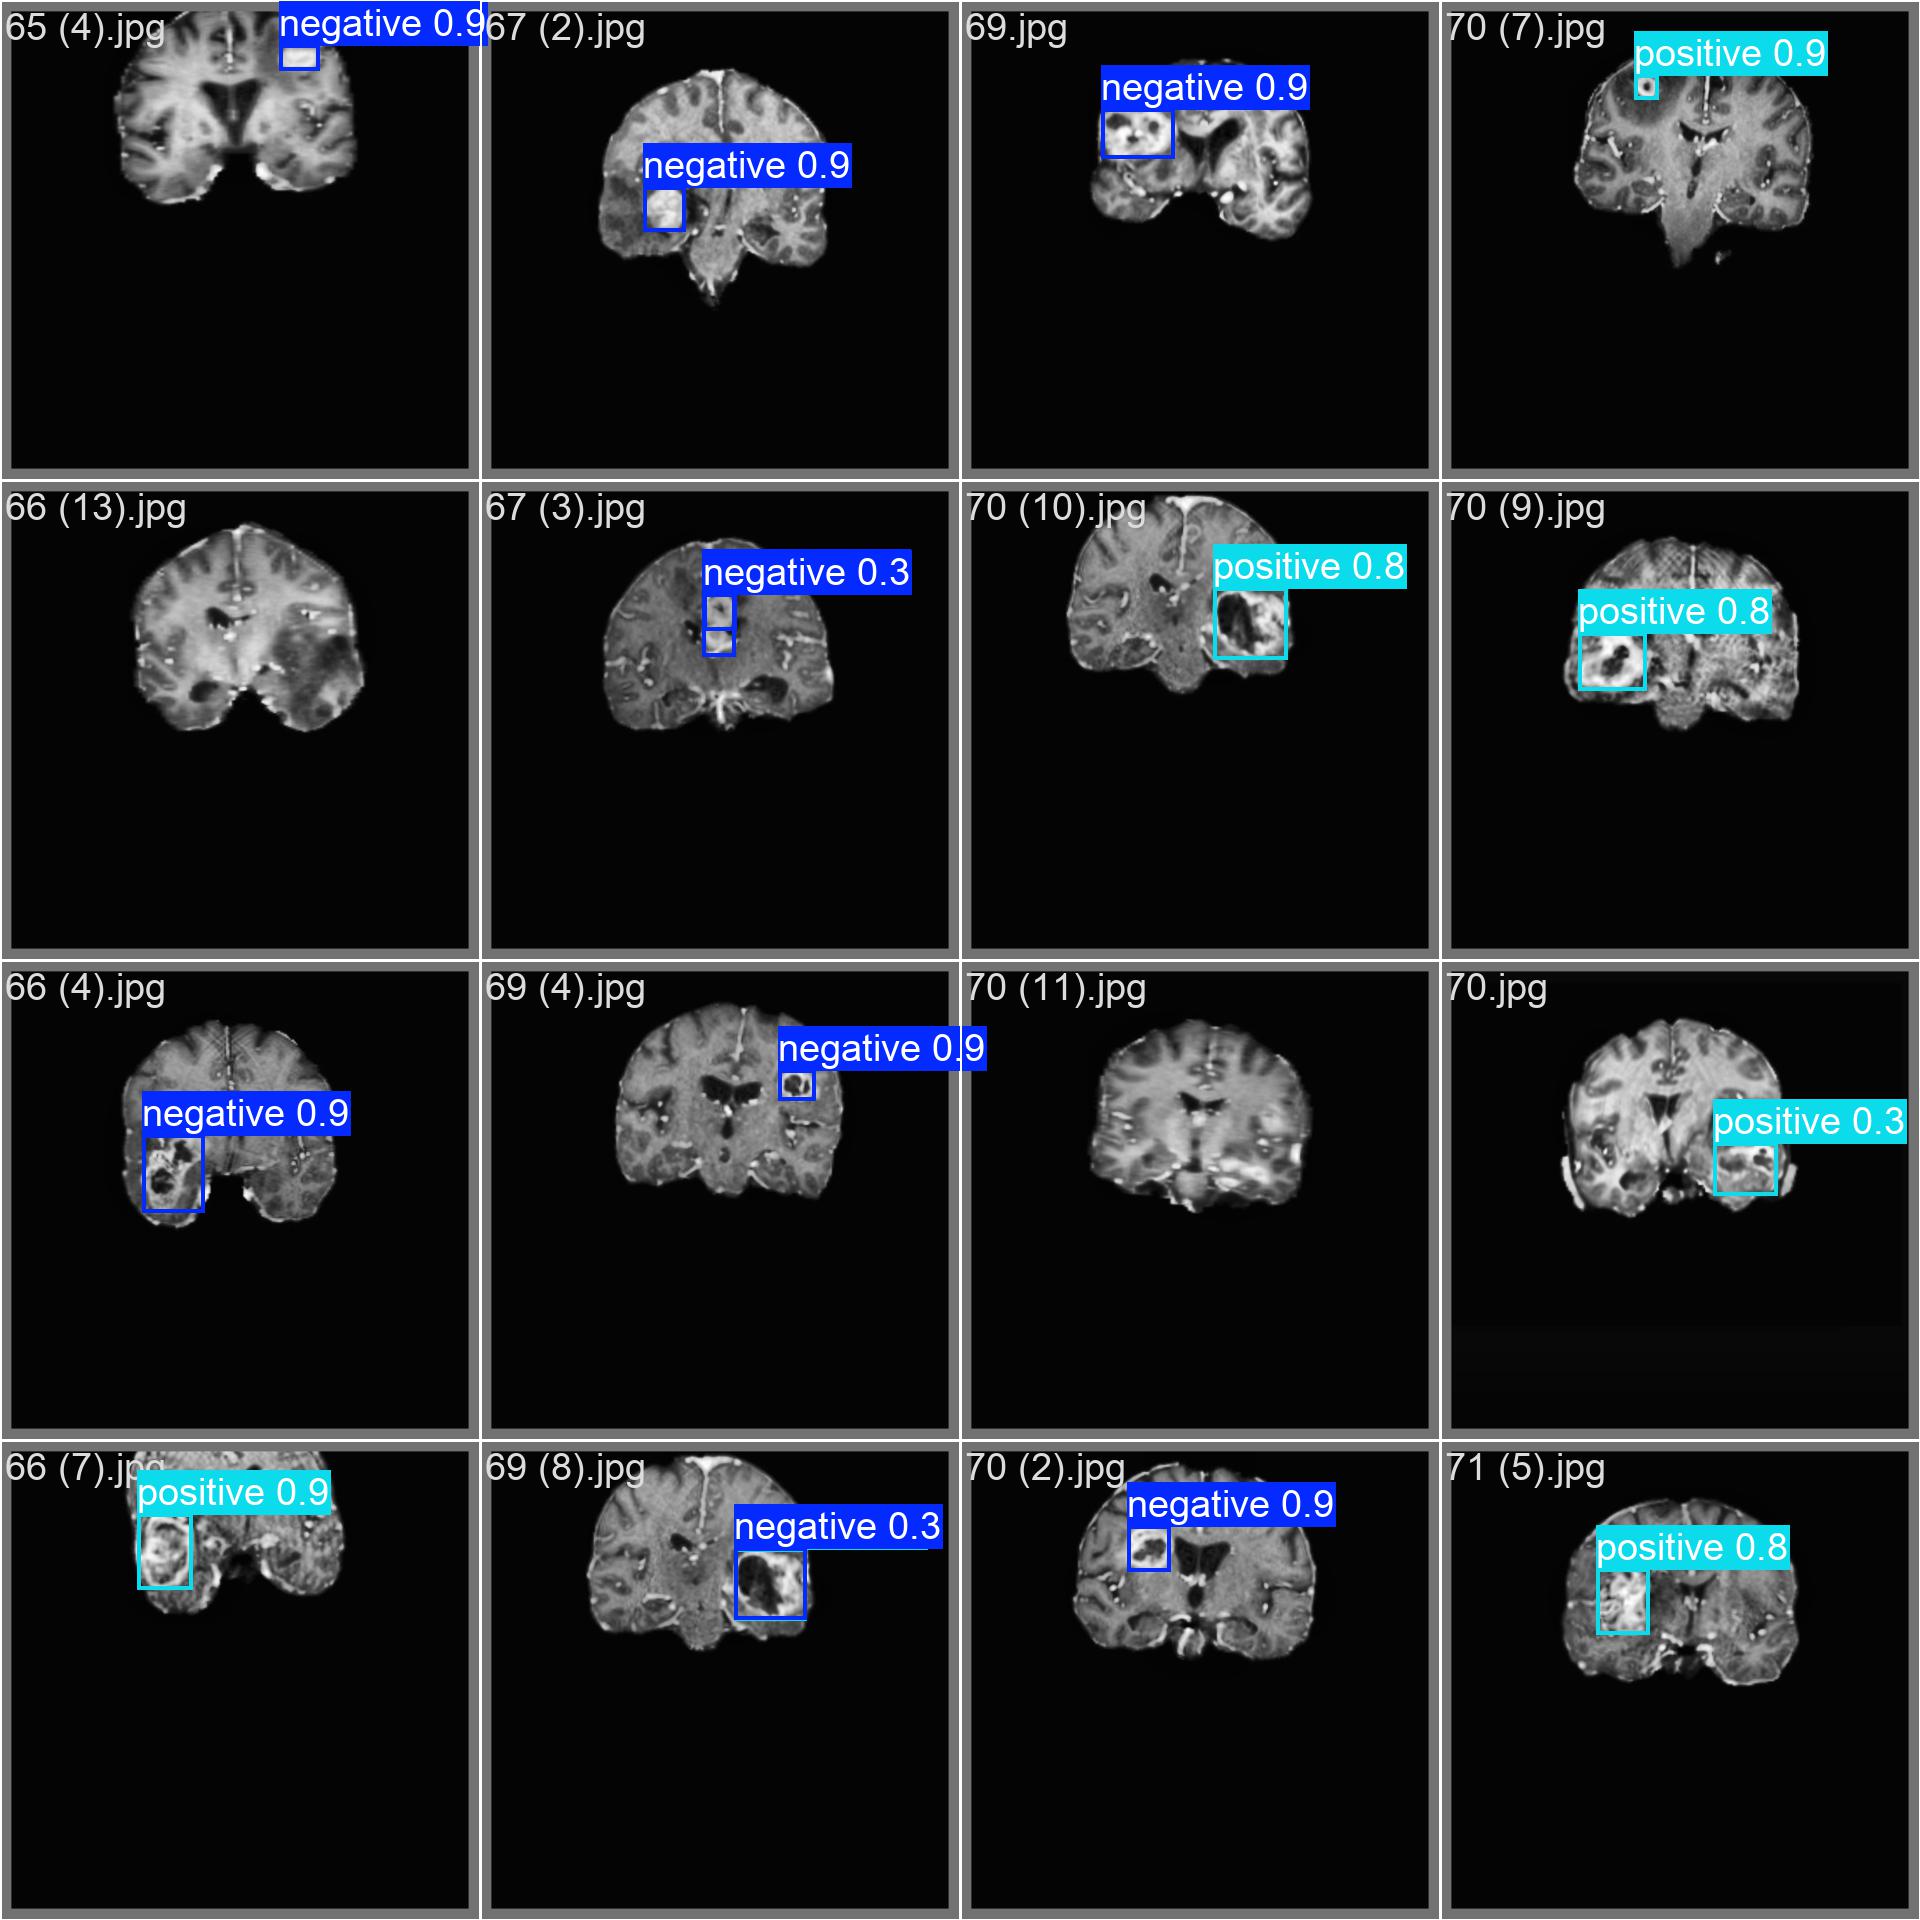 65 (4).jpg
negative 0.9
67 (2).jpg
negative 0.9
69.jpg
negative 0.9
70 (7).jpg
positive 0.9
66 (13).jpg
67 (3).jpg
negative 0.3
70 (10).jpg
positive 0.8
70 (9).jpg
positive 0.8
66 (4).jpg
negative 0.9
69 (4).jpg
negative 0.9
70 (11).jpg
70.jpg
positive 0.3
66 (7).jpg
positive 0.9
69 (8).jpg
negative 0.3
70 (2).jpg
negative 0.9
71 (5).jpg
positive 0.8